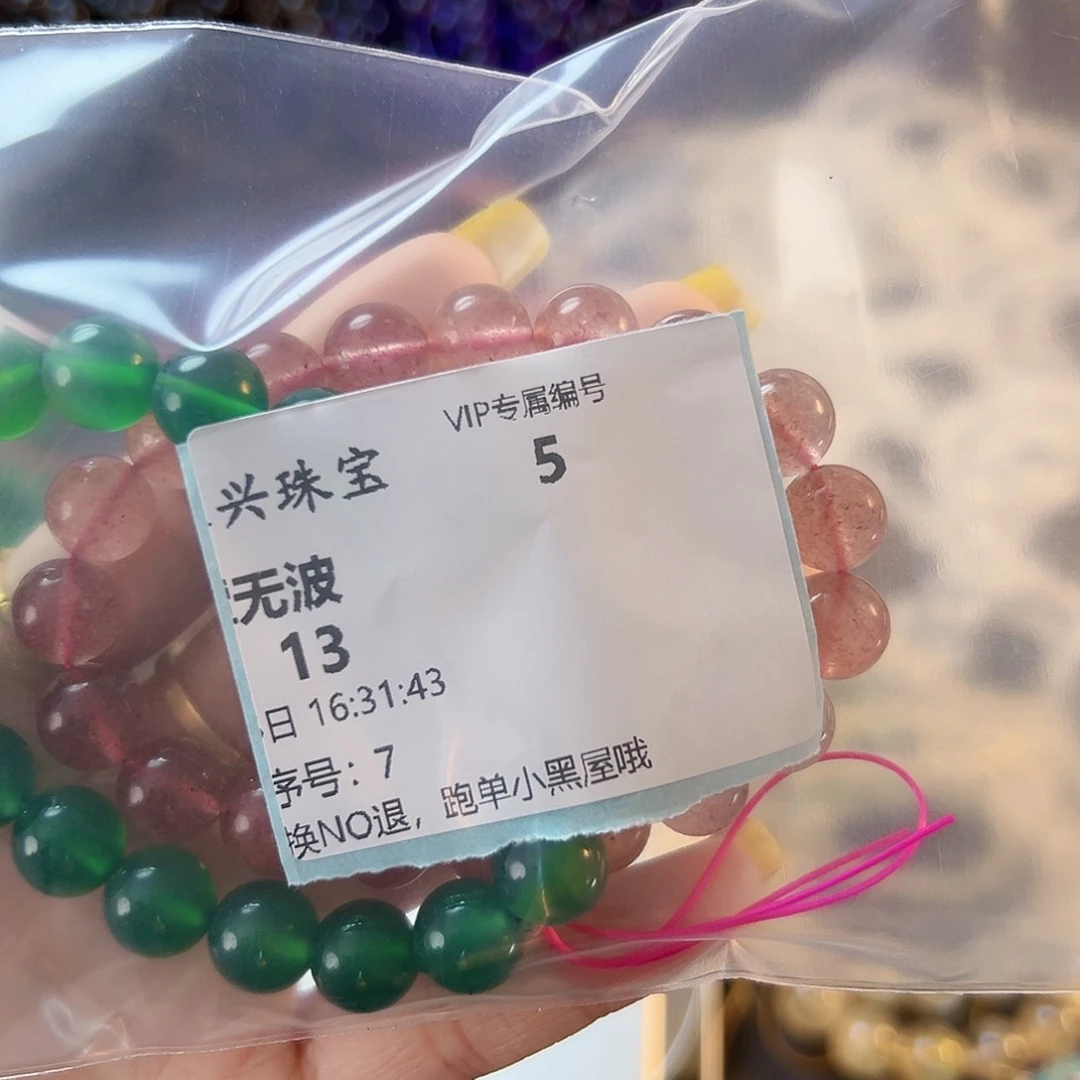 VIP专属编号
5
兴珠宝
无波
13
日 16:31:43
序号：7
换NO退，跑单小黑屋哦